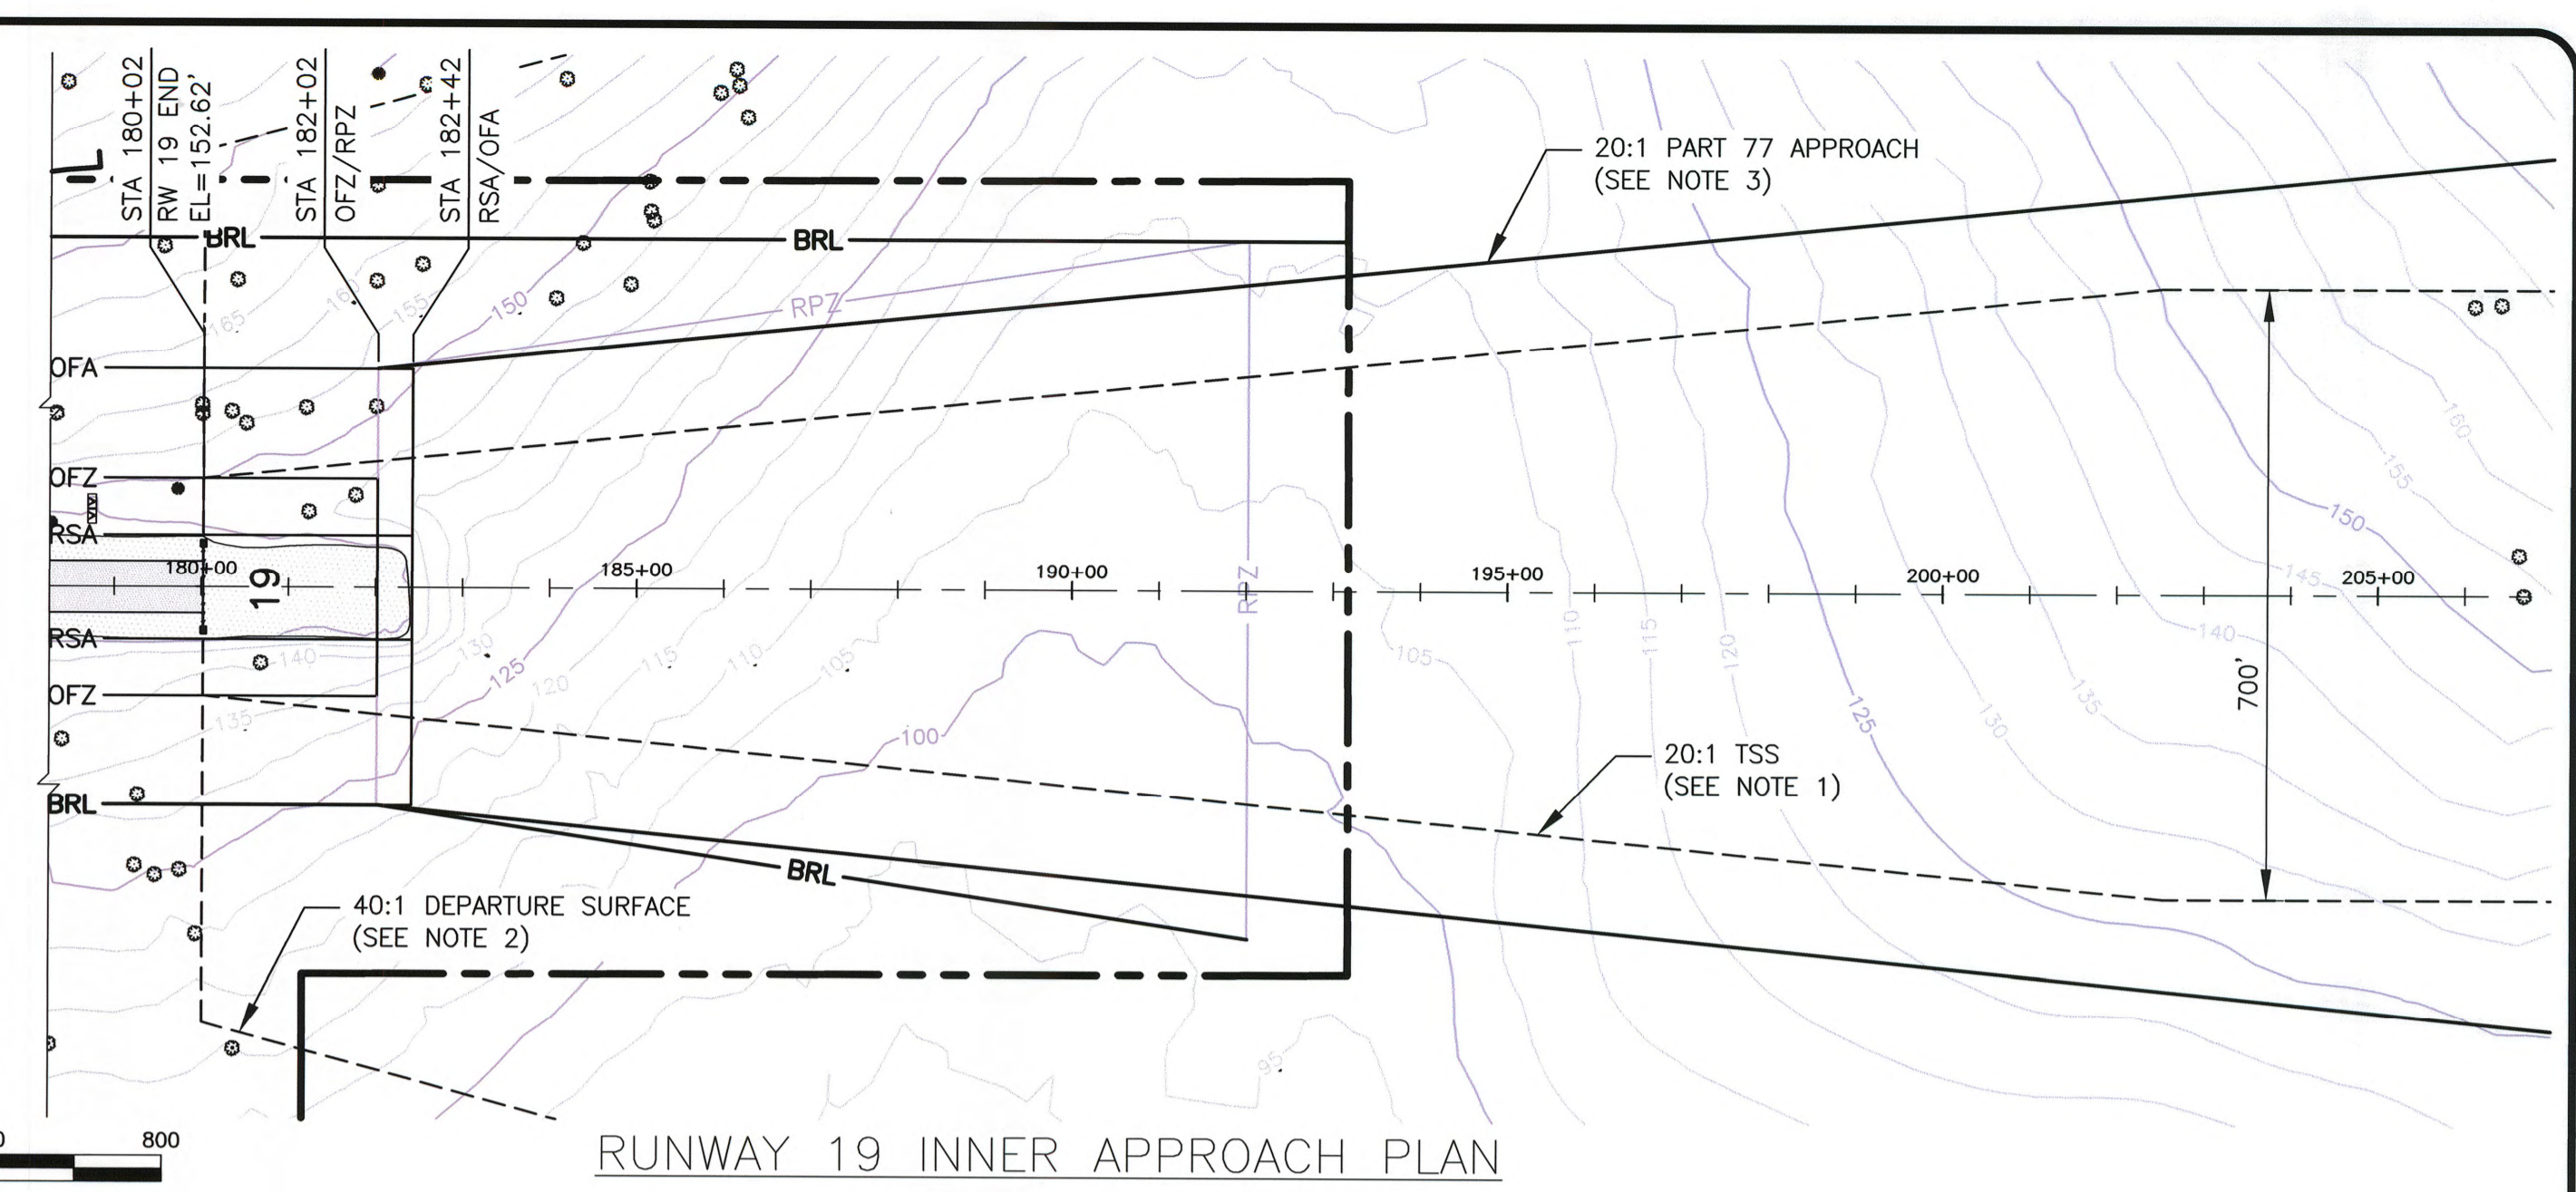 STA 180+02
RW 19 END
EL=152.62'
STA 182+02
OFZ/RPZ
STA 182+42
RSA/OFA
L
20:1 PART 77 APPROACH
(SEE NOTE 3)
BRL
BRL
RPZ
160
155
150
165
OFA
OFZ
RSA
180+00
19
185+00
190+00
RPZ
195+00
200+00
205+00
160
155
150
145
140
135
130
125
120
115
110
105
RSA
140
130
125
120
115
110
105
OFZ
135
100
700'
20:1 TSS
(SEE NOTE 1)
BRL
BRL
40:1 DEPARTURE SURFACE
(SEE NOTE 2)
95
800
RUNWAY 19 INNER APPROACH PLAN